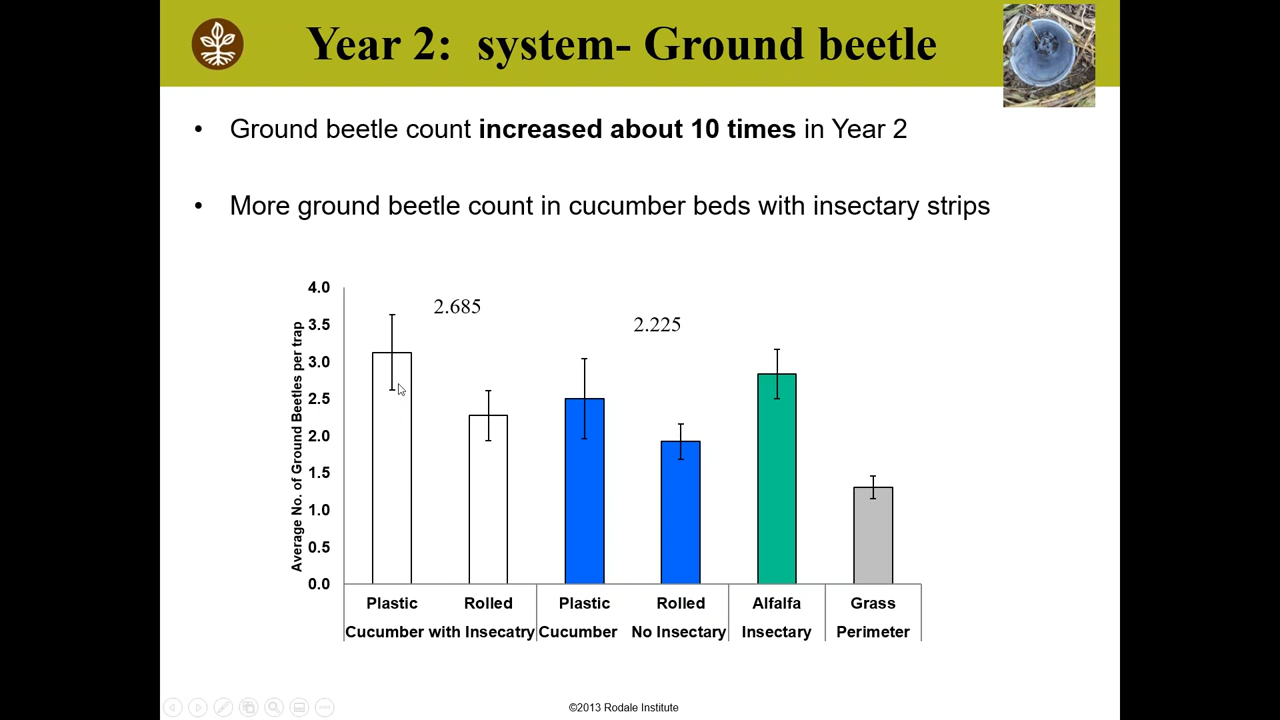 Year 2:  system- Ground beetle
• Ground beetle count increased about 10 times in Year 2
• More ground beetle count in cucumber beds with insectary strips
Average No. of Ground Beetles per trap
4.0
3.5
3.0
2.5
2.0
1.5
1.0
0.5
0.0
2.685
2.225
Plastic Rolled Plastic Rolled Alfalfa Grass
Cucumber with Insecatry Cucumber No Insectary Insectary Perimeter
©2013 Rodale Institute